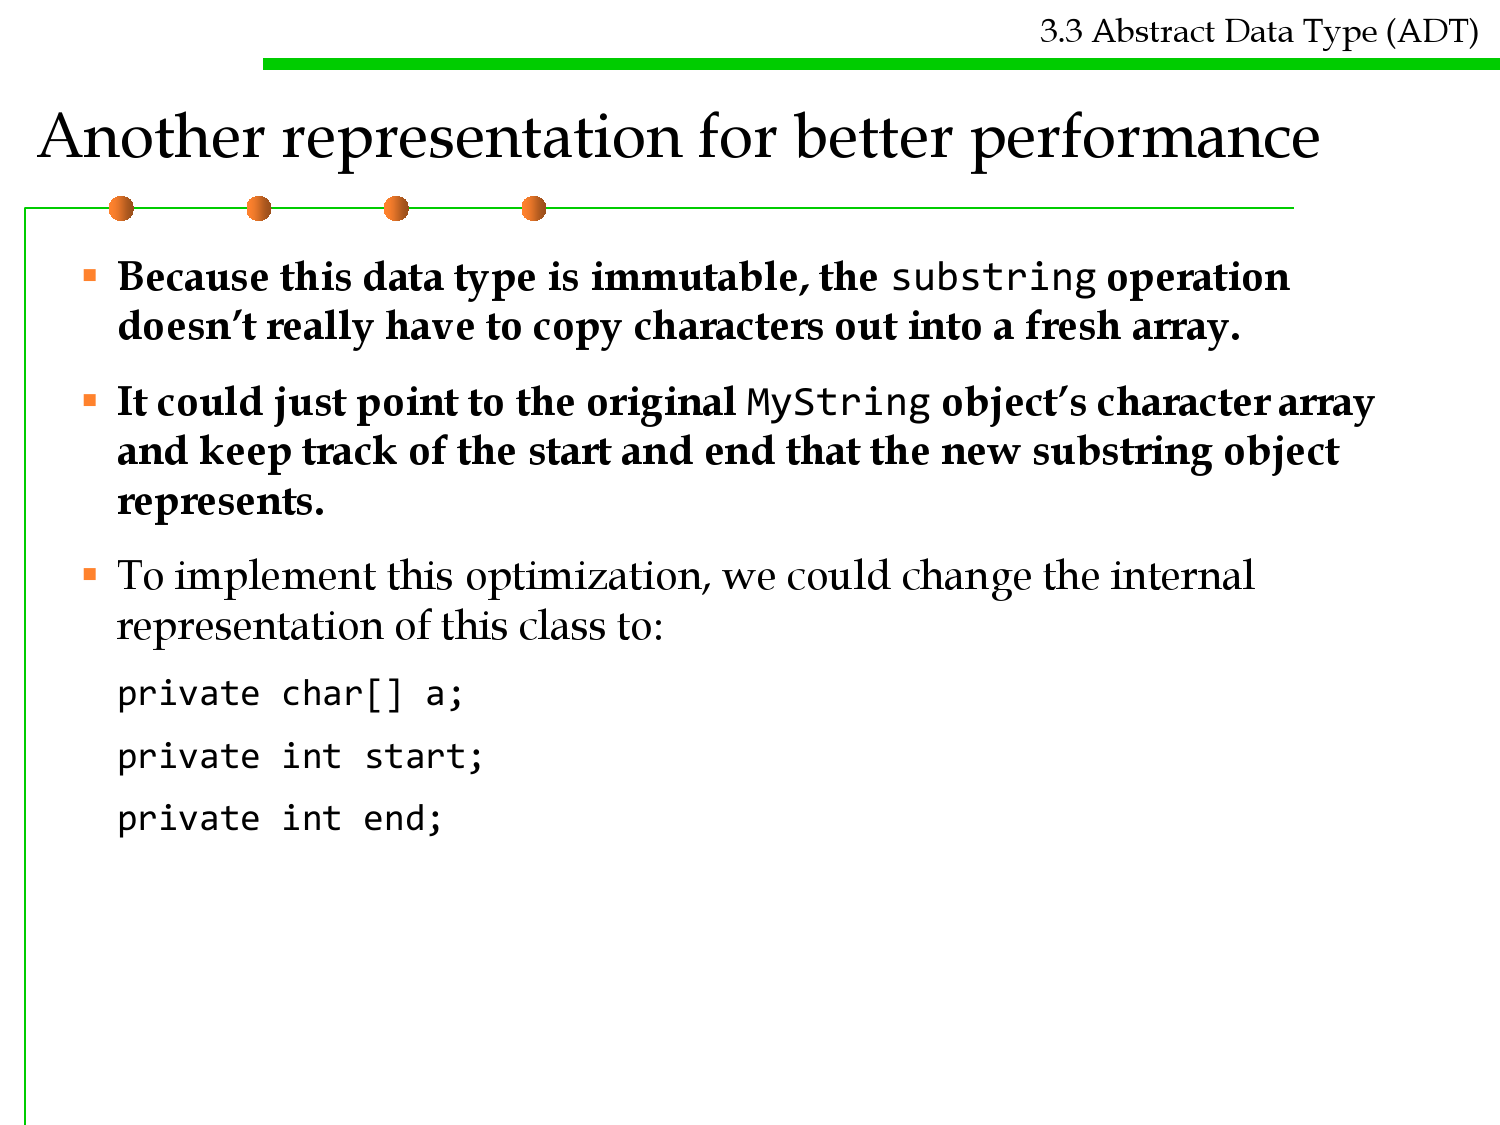 3.3 Abstract Data Type (ADT)
Another representation for better performance
Because this data type is immutable, the substring operation
doesn’t really have to copy characters out into a fresh array.
It could just point to the original MyString object’s character array
and keep track of the start and end that the new substring object
represents.
To implement this optimization, we could change the internal
representation of this class to:
private char[] a;
private int start;
private int end;